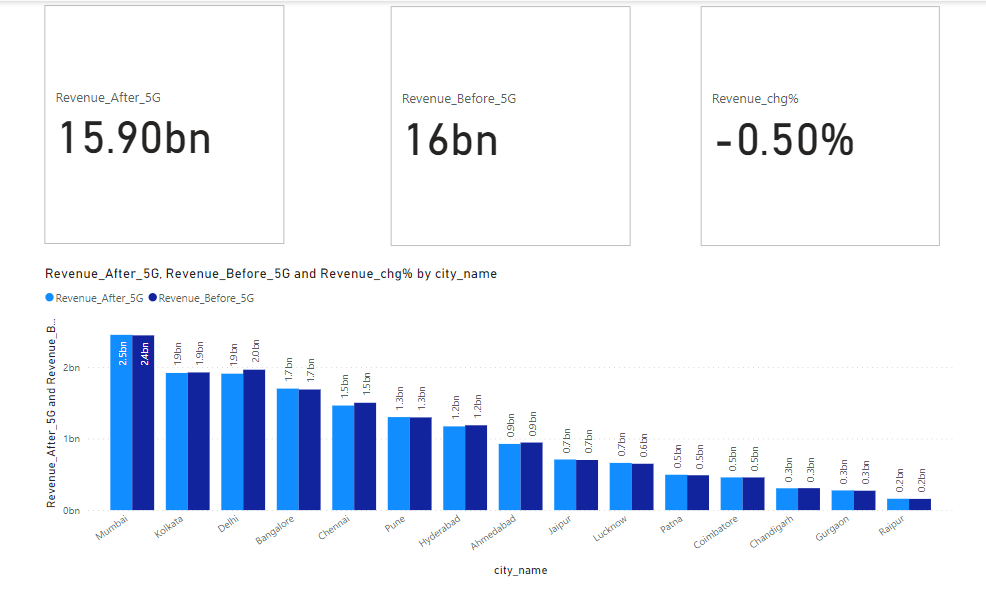 Revenue_After_5G
15.90bn
Revenue_Before_5G
16bn
Revenue_chg%
-0.50%
Revenue_After_5G, Revenue_Before_5G and Revenue_chg% by city_name
Revenue_After_5G Revenue_Before_5G
Revenue_After_5G and Revenue_B...
2bn
1bn
0bn
2.5bn 2.4bn
1.9bn 1.9bn
1.9bn 2.0bn
1.7bn 1.7bn
1.5bn 1.5bn
1.3bn 1.3bn
1.2bn 1.2bn
0.9bn 0.9bn
0.7bn 0.7bn
0.7bn 0.6bn
0.5bn 0.5bn
0.5bn 0.5bn
0.3bn 0.3bn
0.3bn 0.3bn
0.2bn 0.2bn
Mumbai
Kolkata
Delhi
Bangalore
Chennai
Pune
Hyderabad
Ahmedabad
Jaipur
Lucknow
Patna
Coimbatore
Chandigarh
Gurgaon
Raipur
city_name